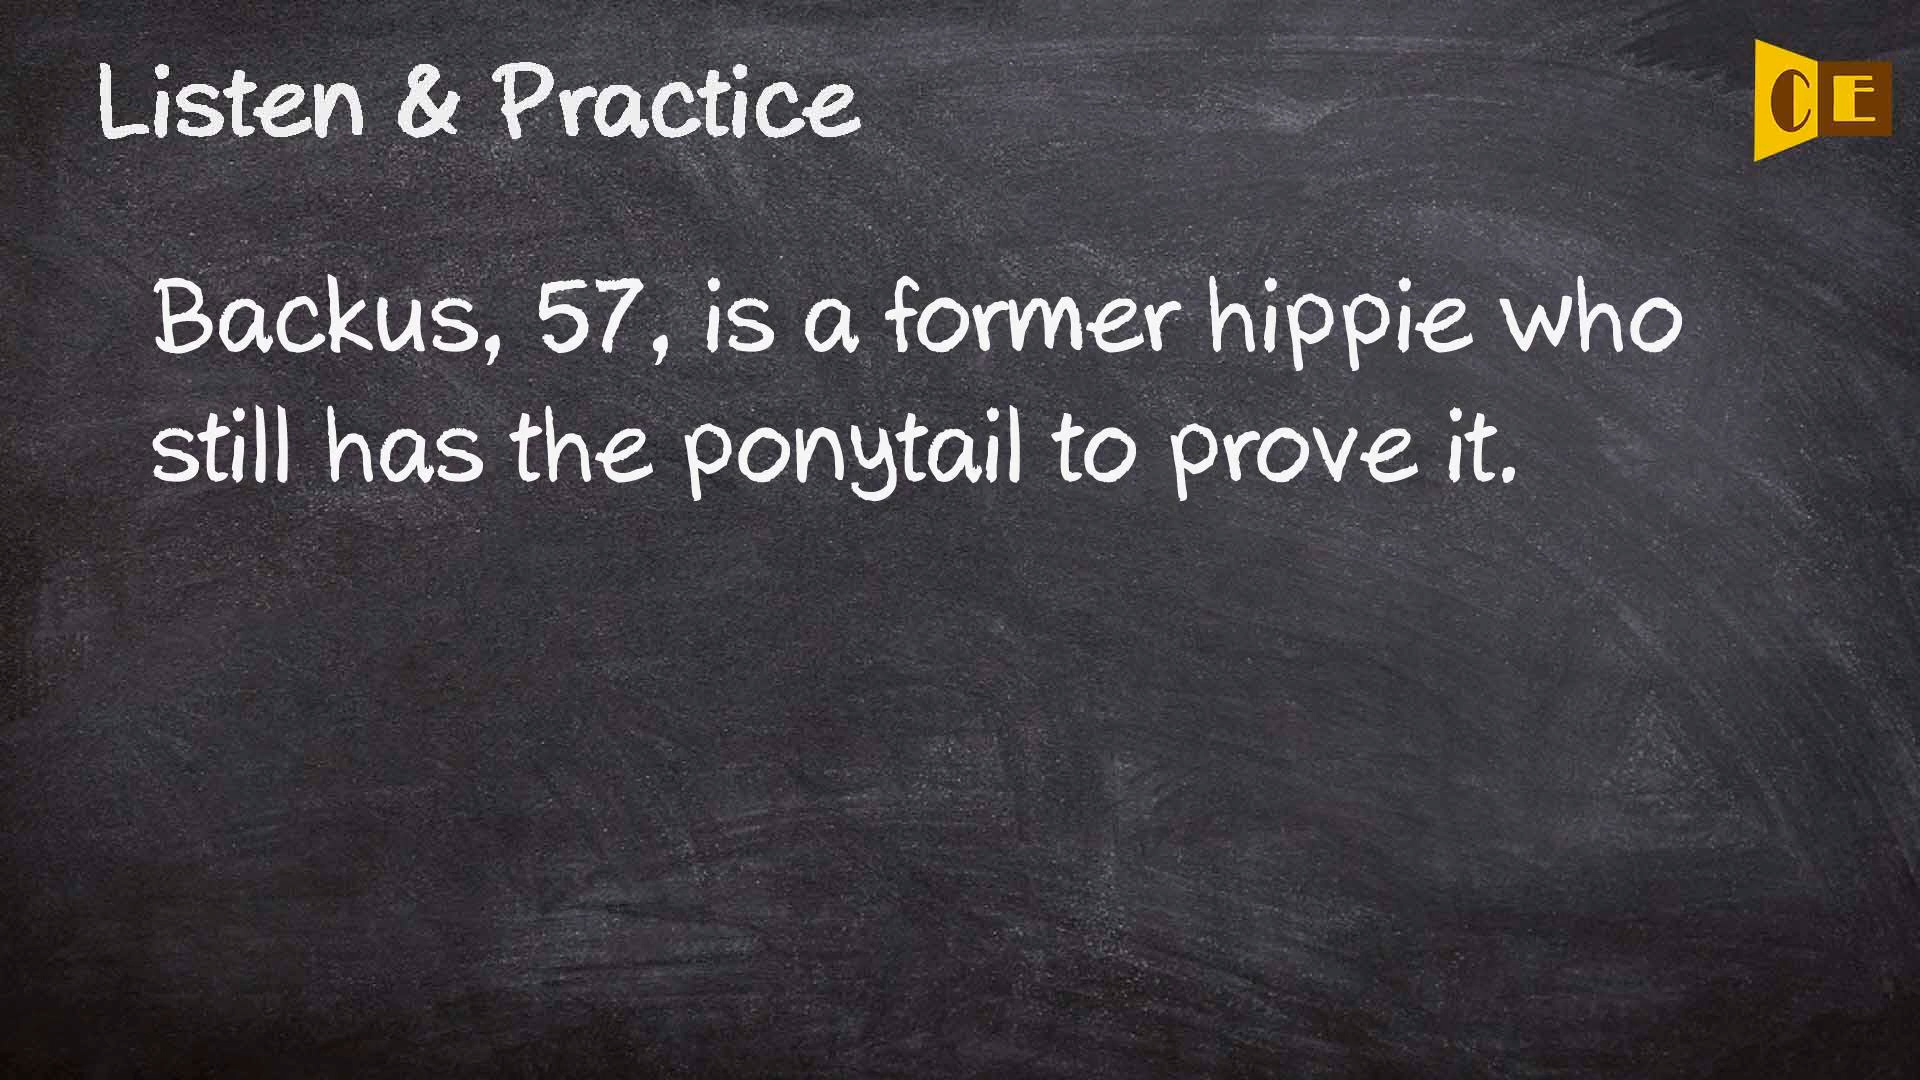 Listen & Practice
CE
Backus, 57, is a former hippie who
still has the ponytail to prove it.